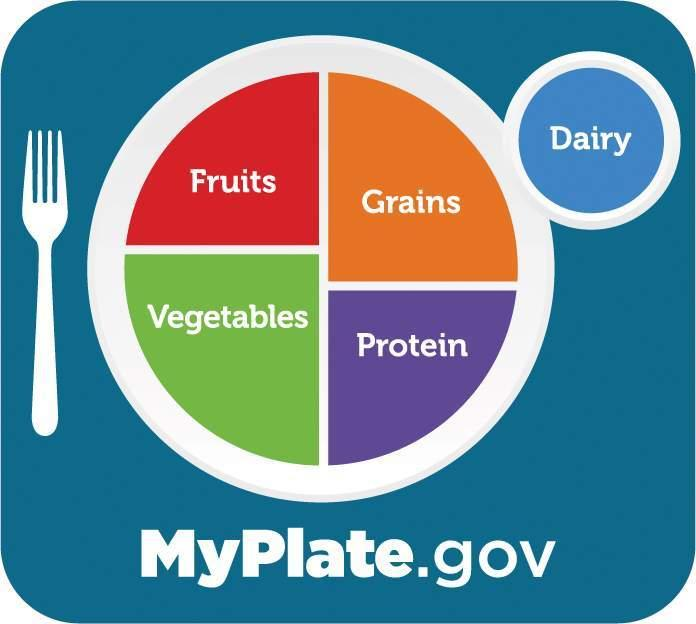 Fruits
Grains
Dairy
Vegetables
Protein
MyPlate.gov